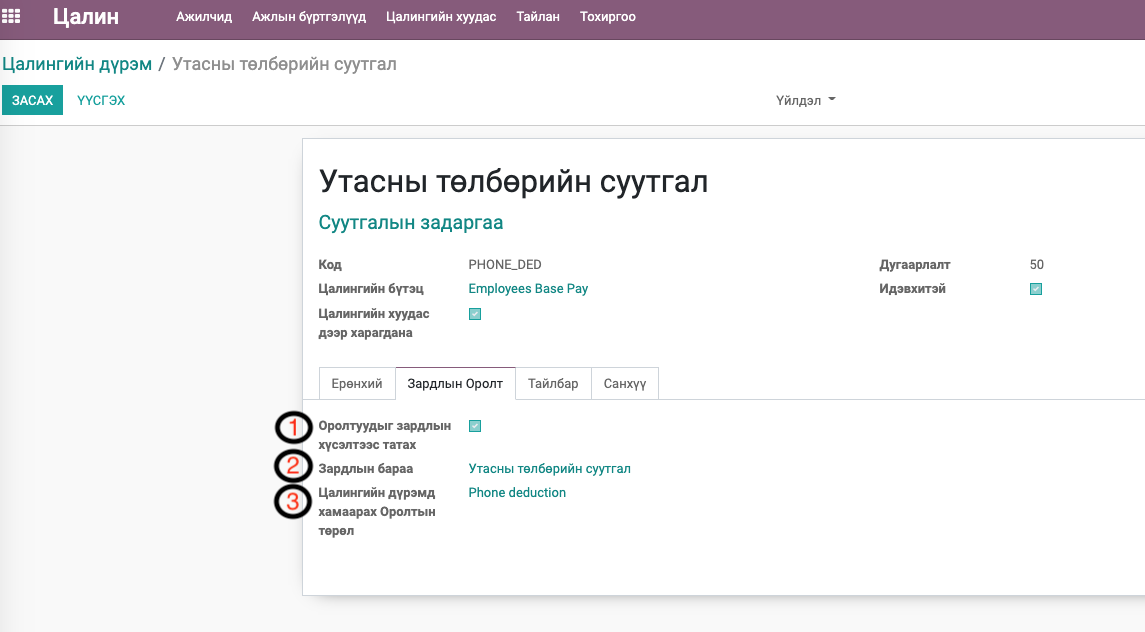 Цалин Ажилчид Ажлын бүртгэлүүд Цалингийн хуудас Тайлан Тохиргоо
Цалингийн дүрэм / Утасны төлбөрийн суутгал
ЗАСАХ ҮҮСГЭХ Үйлдэл
Утасны төлбөрийн суутгал
Суутгалын задаргаа
Код PHONE_DED Дугаарлалт 50
Цалингийн бүтэц Employees Base Pay Идэвхитэй
Цалингийн хуудас
дээр харагдана
Ерөнхий Зардлын Оролт Тайлбар Санхүү
1 Оролтуудыг зардлын
хүсэлтээс татах
2 Зардлын бараа Утасны төлбөрийн суутгал
3 Цалингийн дүрэмд Phone deduction
хамаарах Оролтын
төрөл